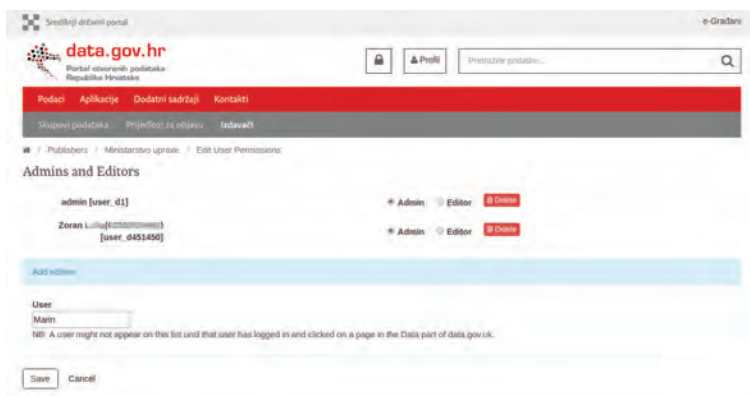 Središnji državni portal
e-Građani
data.gov.hr
Portal otvorenih podataka
Republike Hrvatske
Profil
Pretražite podatke...
Podaci Aplikacije Dodatni sadržaji Kontakti
Skupovi podataka Prijedlozi za objavu Izdavači
/ Publishers / Ministarstvo uprave / Edit User Permissions
Admins and Editors
admin [user_d1]
Admin Editor Delete
Zoran
[user_d451450]
Admin Editor Delete
Add editors
User
Marin
NB: A user might not appear on this list until that user has logged in and clicked on a page in the Data part of data.gov.uk.
Save Cancel